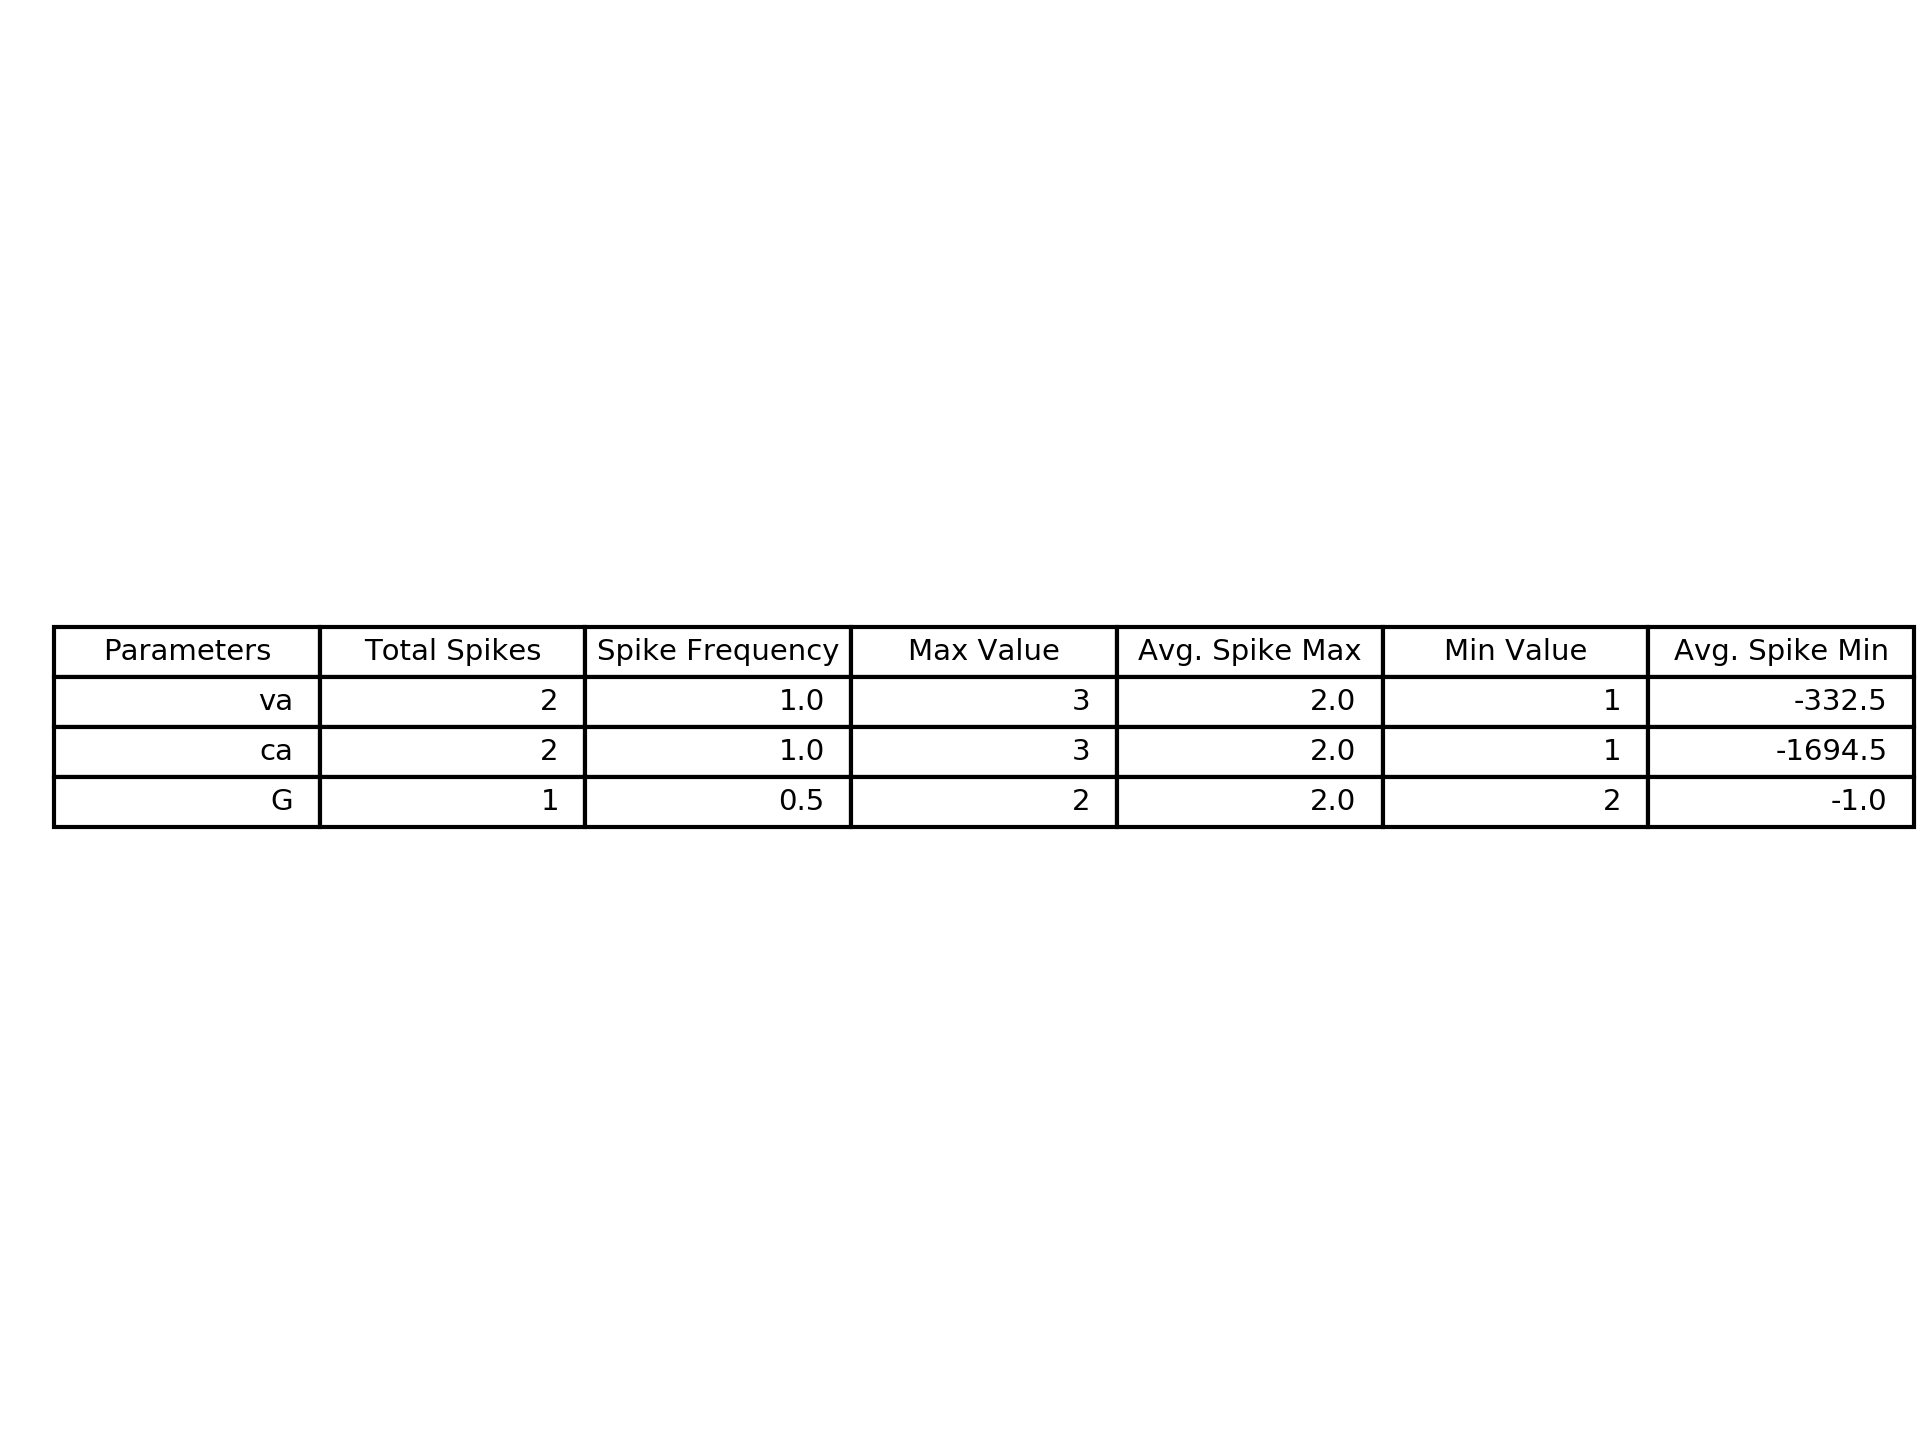 Parameters Total Spikes Spike Frequency Max Value Avg. Spike Max Min Value Avg. Spike Min
va 2 1.0 3 2.0 1 -332.5
ca 2 1.0 3 2.0 1 -1694.5
G 1 0.5 2 2.0 2 -1.0